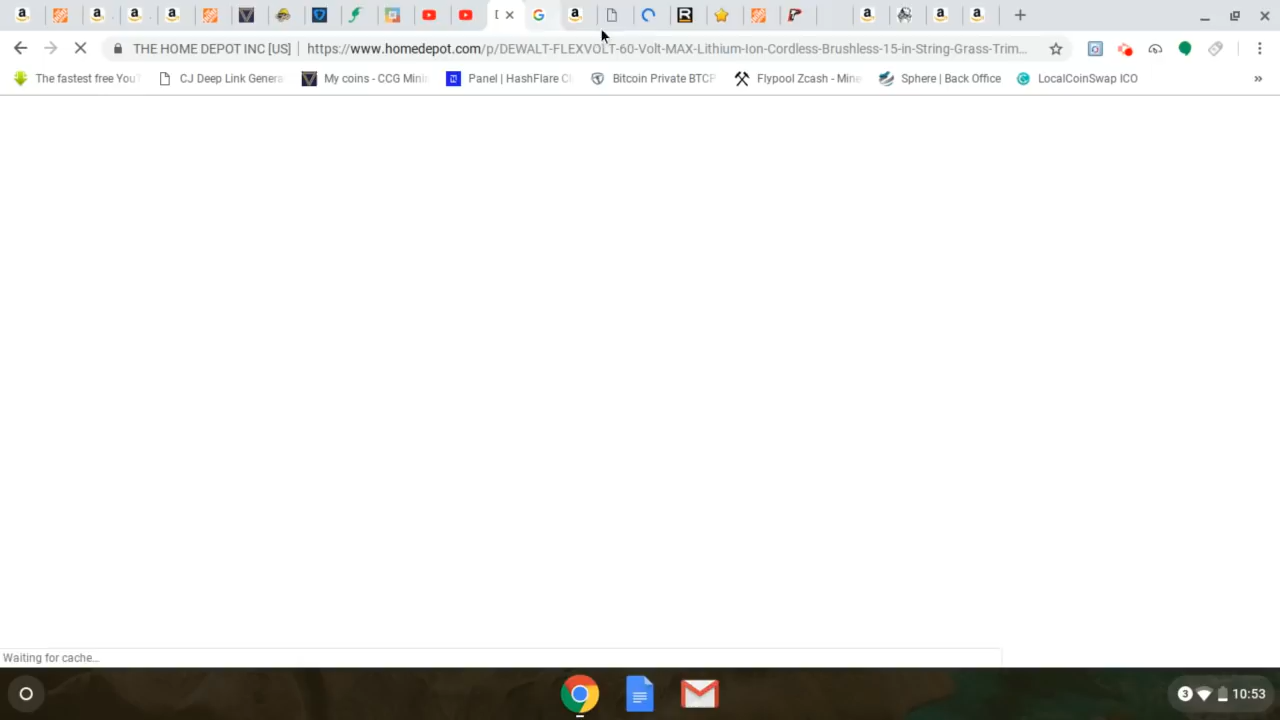 THE HOME DEPOT INC [US] | https://www.homedepot.com/p/DEWALT-FLEXVOLT-60-Volt-MAX-Lithium-Ion-Cordless-Brushless-15-in-String-Grass-Trim...
The fastest free You CJ Deep Link Genera My coins - CCG Mini Panel | HashFlare C Bitcoin Private BTCP Flypool Zcash - Mine Sphere | Back Office LocalCoinSwap ICO »
Waiting for cache...
3 10:53